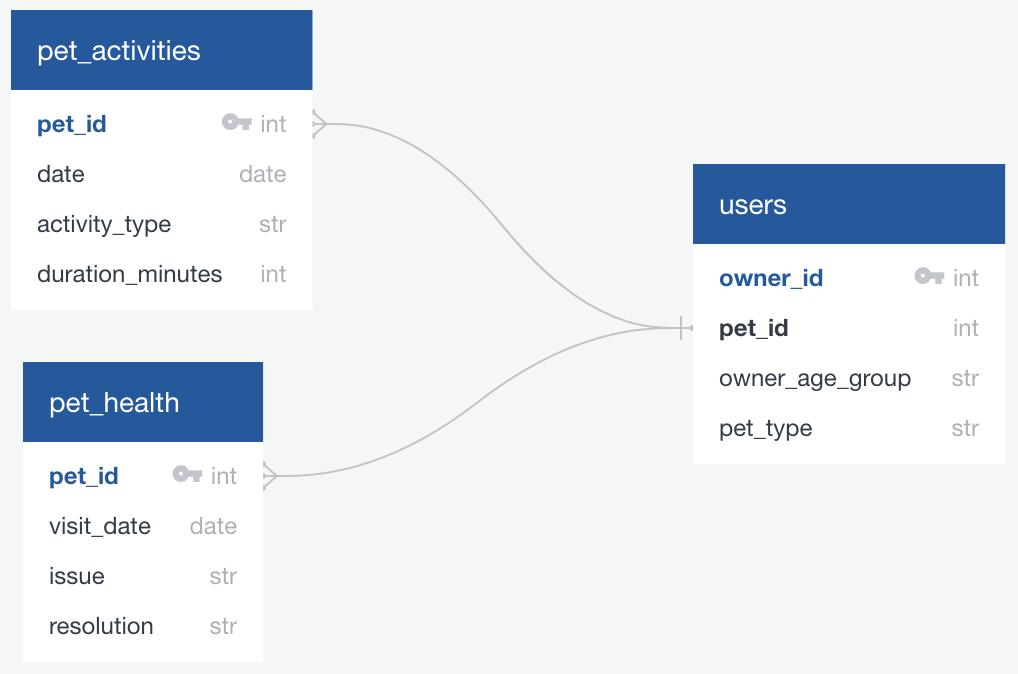 pet_activities
pet_id int
date date
activity_type str
duration_minutes int
users
owner_id int
pet_id int
owner_age_group str
pet_type str
pet_health
pet_id int
visit_date date
issue str
resolution str